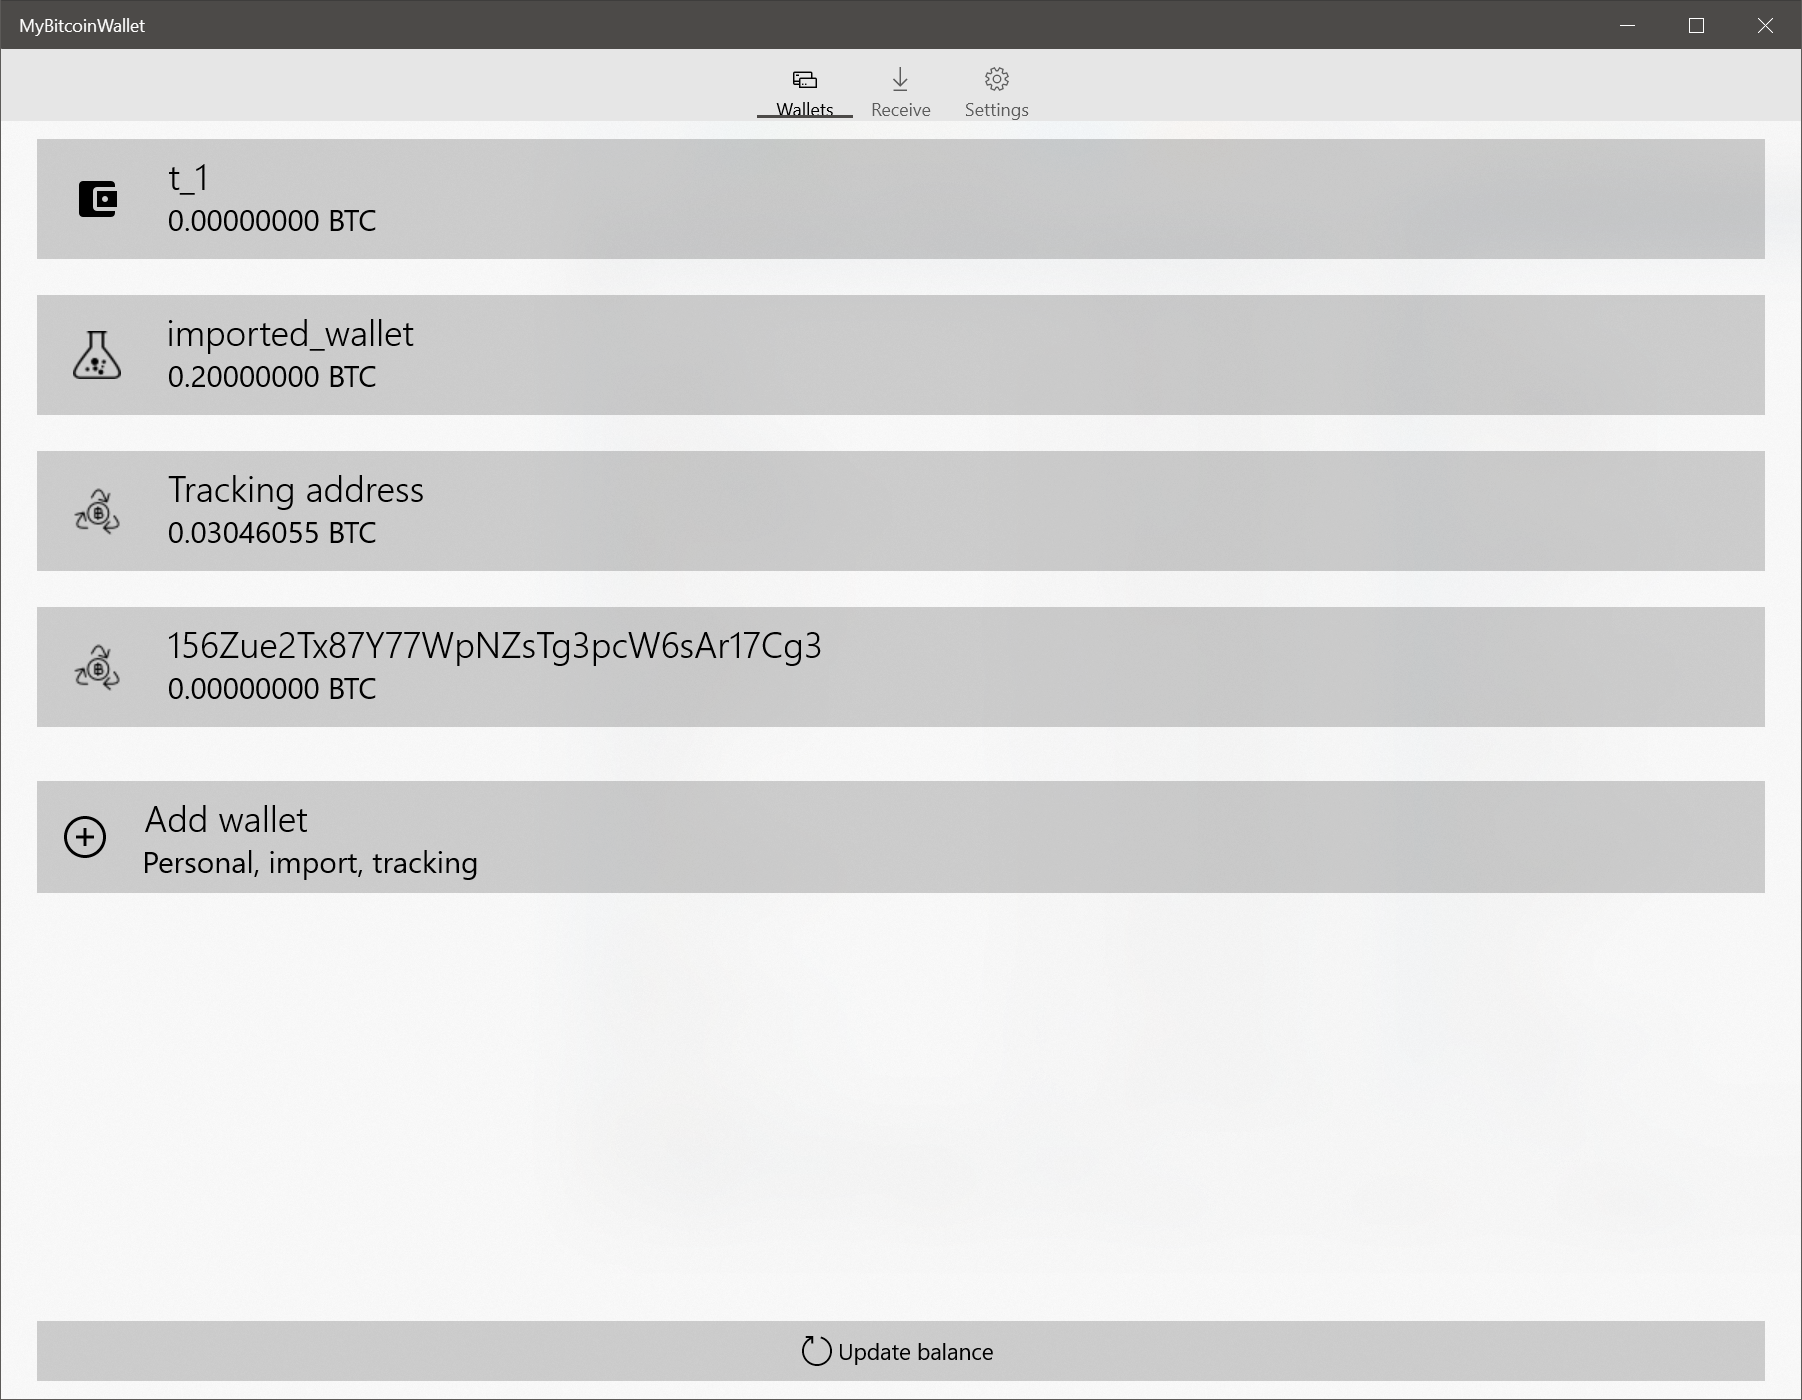 MyBitcoinWallet
Wallets
Receive
Settings
t_1
0.00000000 BTC
imported_wallet
0.20000000 BTC
Tracking address
0.03046055 BTC
156Zue2Tx87Y77WpNZsTg3pcW6sAr17Cg3
0.00000000 BTC
Add wallet
Personal, import, tracking
Update balance